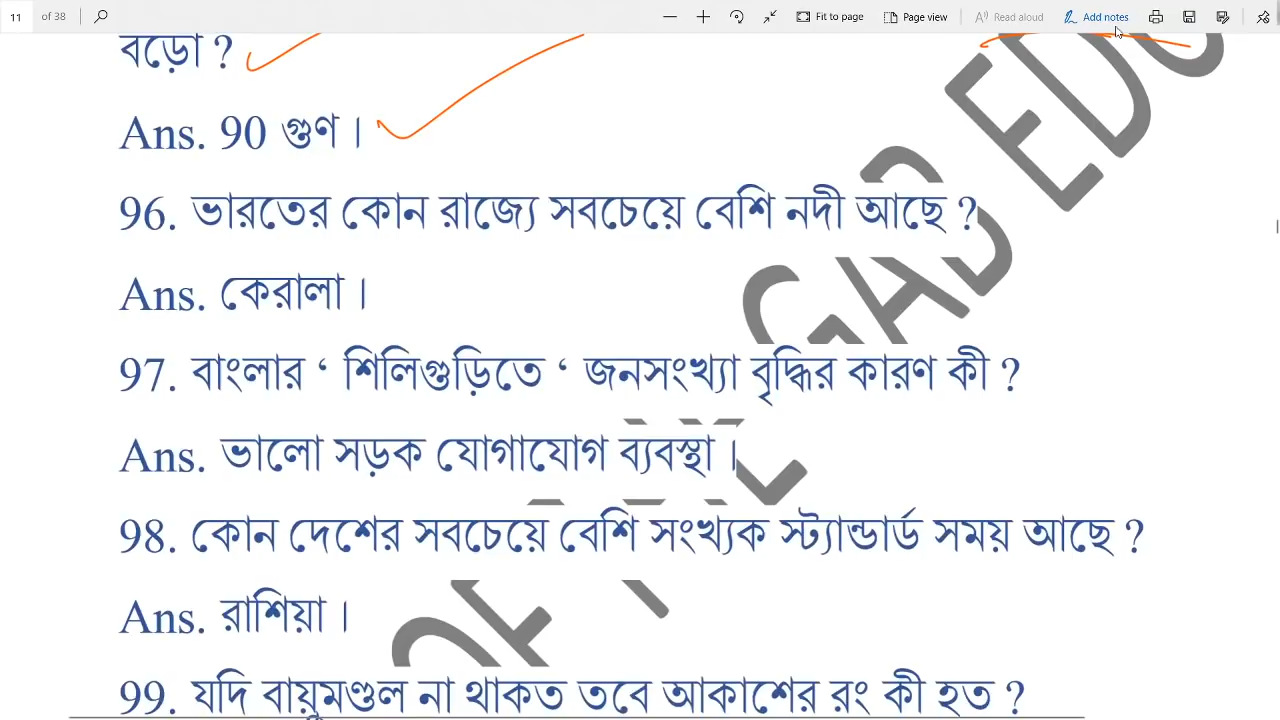 11 of 38 Fit to page Page view Read aloud Add notes
বড়ো ?
Ans. 90 গুণ।
96. ভারতের কোন রাজ্যে সবচেয়ে বেশি নদী আছে ?
Ans. কেরালা।
97. বাংলার ‘ শিলিগুড়িতে ‘ জনসংখ্যা বৃদ্ধির কারণ কী ?
Ans. ভালো সড়ক যোগাযোগ ব্যবস্থা।
98. কোন দেশের সবচেয়ে বেশি সংখ্যক স্ট্যান্ডার্ড সময় আছে ?
Ans. রাশিয়া।
99. যদি বায়ুমণ্ডল না থাকত তবে আকাশের রং কী হত ?